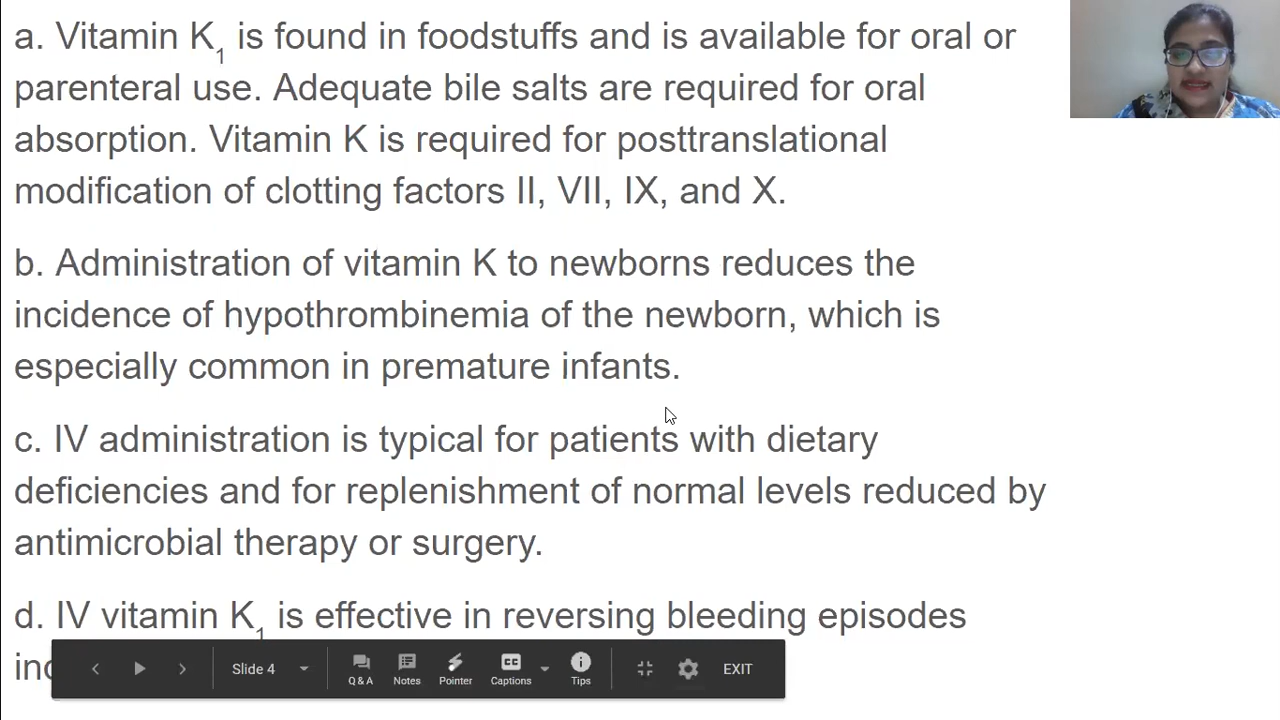 a. Vitamin K₁ is found in foodstuffs and is available for oral or
parenteral use. Adequate bile salts are required for oral
absorption. Vitamin K is required for posttranslational
modification of clotting factors II, VII, IX, and X.
b. Administration of vitamin K to newborns reduces the
incidence of hypothrombinemia of the newborn, which is
especially common in premature infants.
c. IV administration is typical for patients with dietary
deficiencies and for replenishment of normal levels reduced by
antimicrobial therapy or surgery.
d. IV vitamin K₁ is effective in reversing bleeding episodes
Slide 4
Q & A
Notes
Pointer
CC
Captions
Tips
EXIT